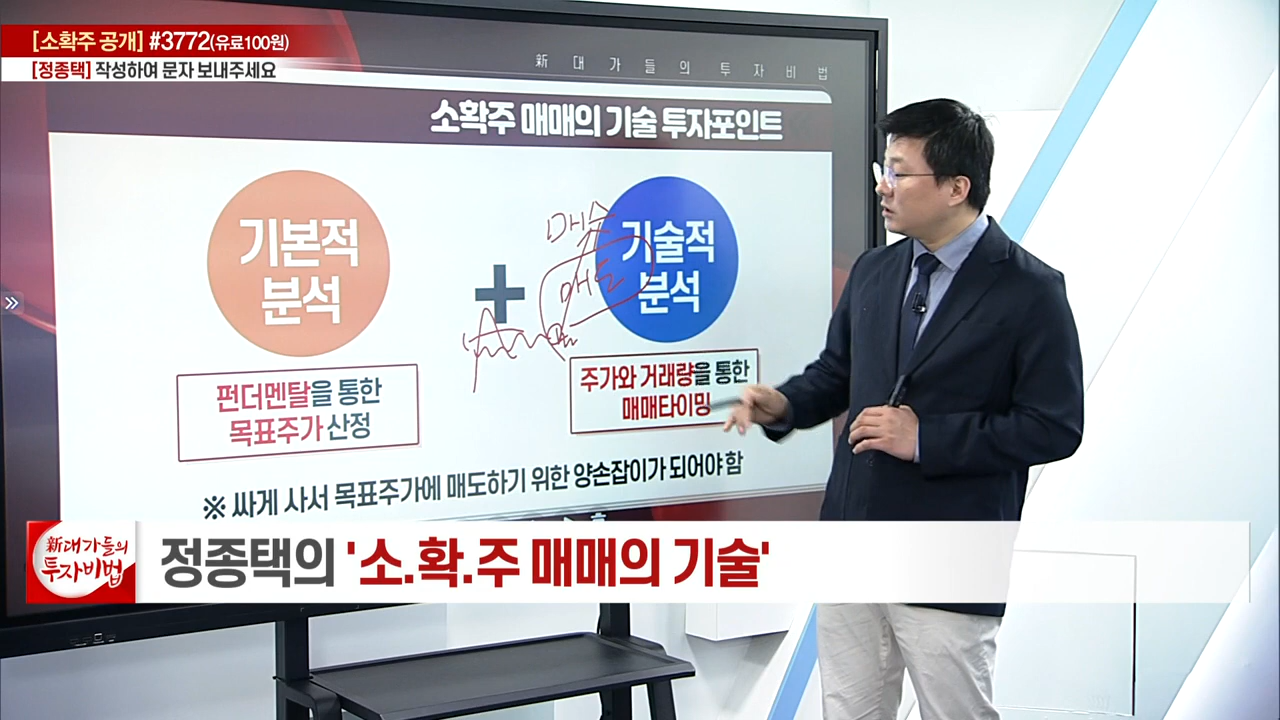 [소확주 공개] #3772(유료100원)
[정종택] 작성하여 문자 보내주세요
新 대가들의 투자비법
소확주 매매의 기술 투자포인트
기본적
분석
기술적
분석
매수
매도
펀더멘탈을 통한
목표주가 산정
주가와 거래량을 통한
매매타이밍
※ 싸게 사서 목표주가에 매도하기 위한 양손잡이가 되어야 함
新대가들의
투자비법
정종택의 '소.확.주 매매의 기술'